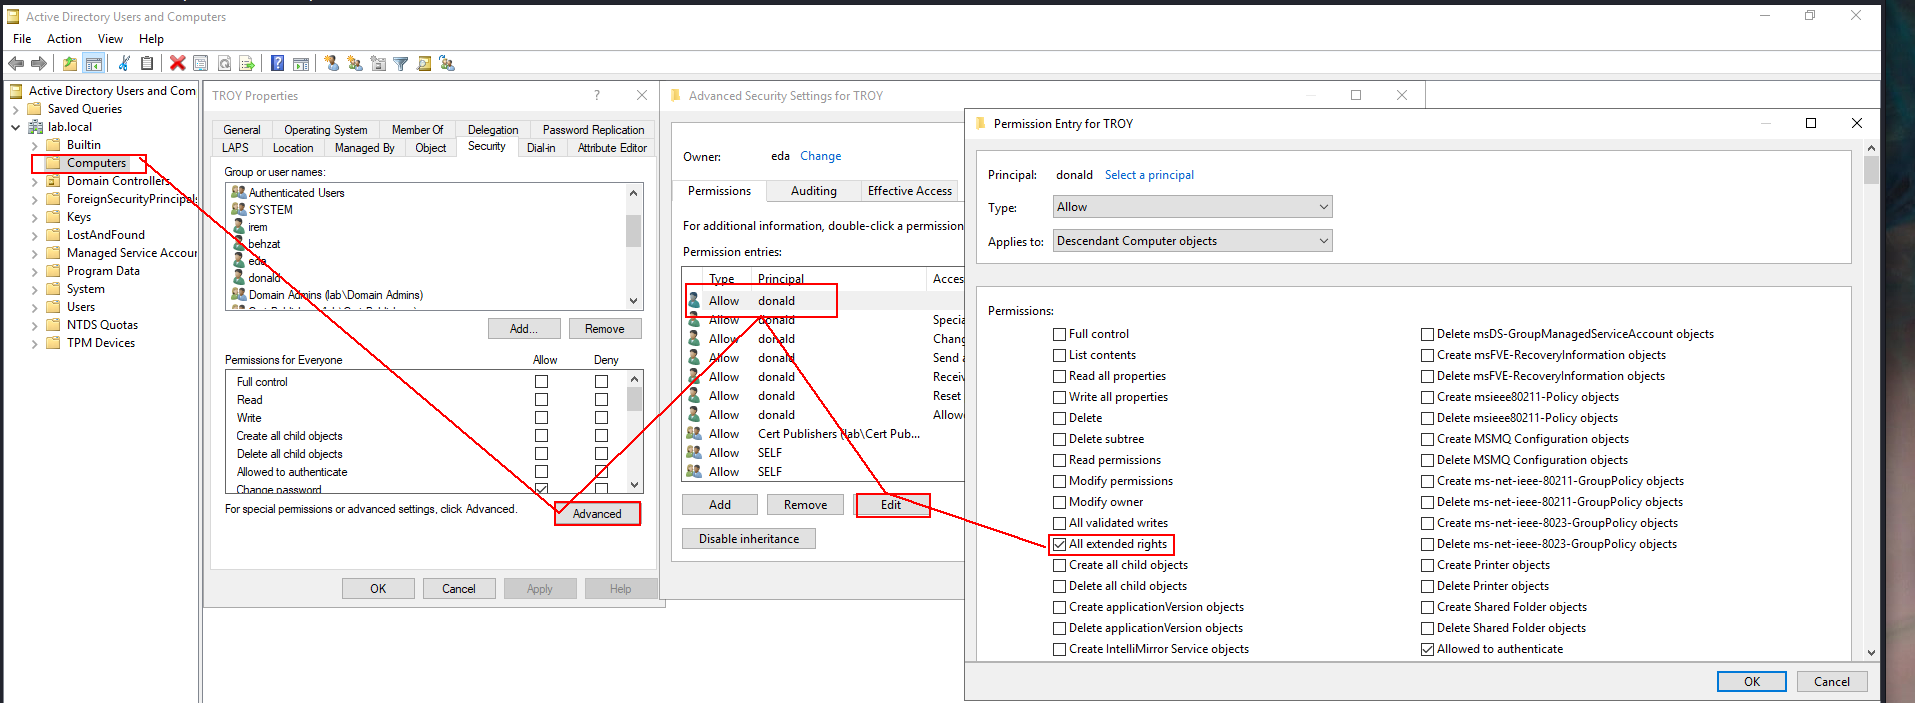 Active Directory Users and Computers
File Action View Help
Active Directory Users and Com
Saved Queries
lab.local
Builtin
Computers
Domain Controllers
ForeignSecurityPrincipals
Keys
LostAndFound
Managed Service Accour
Program Data
System
Users
NTDS Quotas
TPM Devices
TROY Properties
?
General Operating System Member Of Delegation Password Replication
LAPS Location Managed By Object Security Dial-in Attribute Editor
Group or user names:
Authenticated Users
SYSTEM
irem
behzat
eda
donald
Domain Admins (lab\Domain Admins)
Add... Remove
Permissions for Everyone Allow Deny
Full control
Read
Write
Create all child objects
Delete all child objects
Allowed to authenticate
Change password
For special permissions or advanced settings, click Advanced.
Advanced
OK Cancel Apply Help
Advanced Security Settings for TROY
Owner: eda Change
Permissions Auditing Effective Access
For additional information, double-click a permission
Permission entries:
Type Principal Acces
Allow donald
Allow donald Specia
Allow donald Chang
Allow donald Send a
Allow donald Receiv
Allow donald Reset
Allow donald Allowe
Allow Cert Publishers (lab\Cert Pub...
Allow SELF
Allow SELF
Add Remove Edit
Disable inheritance
Permission Entry for TROY
Principal: donald Select a principal
Type: Allow
Applies to: Descendant Computer objects
Permissions:
Full control
List contents
Read all properties
Write all properties
Delete
Delete subtree
Read permissions
Modify permissions
Modify owner
All validated writes
All extended rights
Create all child objects
Delete all child objects
Create applicationVersion objects
Delete applicationVersion objects
Create IntelliMirror Service objects
Delete msDS-GroupManagedServiceAccount objects
Create msFVE-RecoveryInformation objects
Delete msFVE-RecoveryInformation objects
Create msieee80211-Policy objects
Delete msieee80211-Policy objects
Create MSMQ Configuration objects
Delete MSMQ Configuration objects
Create ms-net-ieee-80211-GroupPolicy objects
Delete ms-net-ieee-80211-GroupPolicy objects
Create ms-net-ieee-8023-GroupPolicy objects
Delete ms-net-ieee-8023-GroupPolicy objects
Create Printer objects
Delete Printer objects
Create Shared Folder objects
Delete Shared Folder objects
Allowed to authenticate
OK Cancel